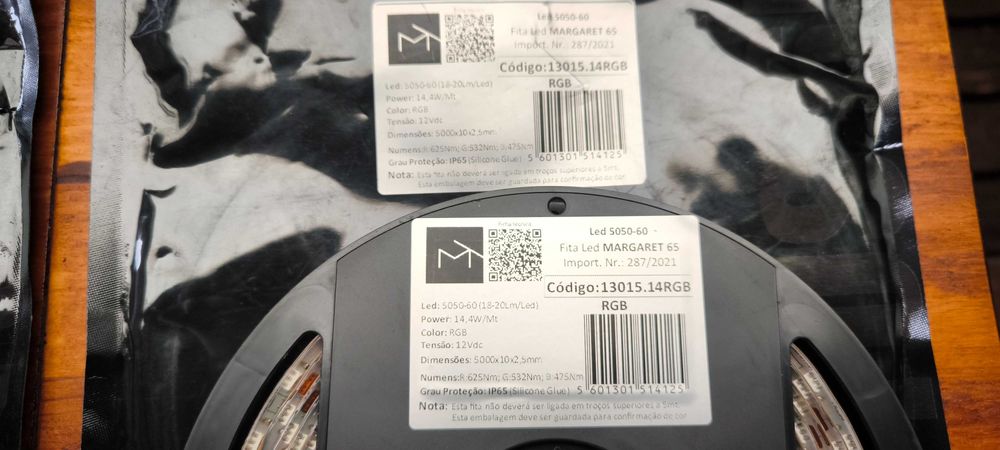 Led 5050-60
Fita Led MARGARET 65
Import. Nr.: 287/2021
Código:13015.14RGB
RGB
Led: 5050-60 (18-20Lm/Led)
Power: 14,4W/Mt
Color: RGB
Tensão: 12Vdc
Dimensões: 5000x10x2,5mm
Numens:R:625Nm; G:532Nm; B:475Nm
Grau Proteção: IP65 (Silicone Glue)
5 601301 514125
Nota: Esta fita não deverá ser ligada em troços superiores a 5mt.
Esta embalagem deve ser guardada para confirmação de cor
Ficha técnica
Led 5050-60
Fita Led MARGARET 65
Import. Nr.: 287/2021
Código:13015.14RGB
RGB
Led: 5050-60 (18-20Lm/Led)
Power: 14,4W/Mt
Color: RGB
Tensão: 12Vdc
Dimensões: 5000x10x2,5mm
Numens:R:625Nm; G:532Nm; B:475Nm
Grau Proteção: IP65 (Silicone Glue)
5 601301 514125
Nota: Esta fita não deverá ser ligada em troços superiores a 5mt.
Esta embalagem deve ser guardada para confirmação de cor